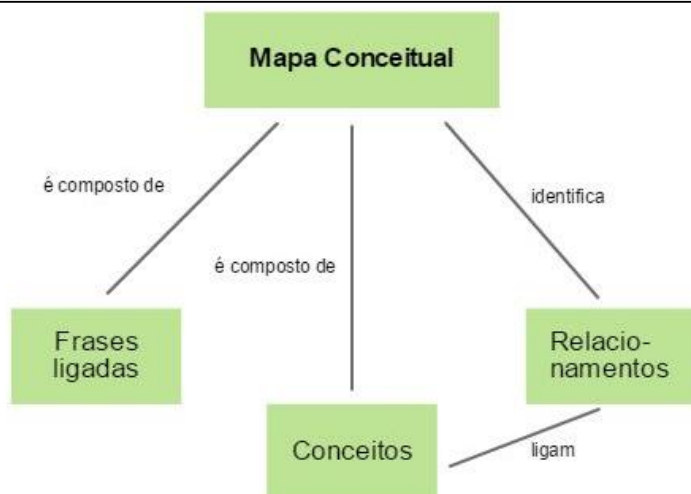 Mapa Conceitual
é composto de
identifica
é composto de
Frases
ligadas
Relacio-
namentos
Conceitos
ligam